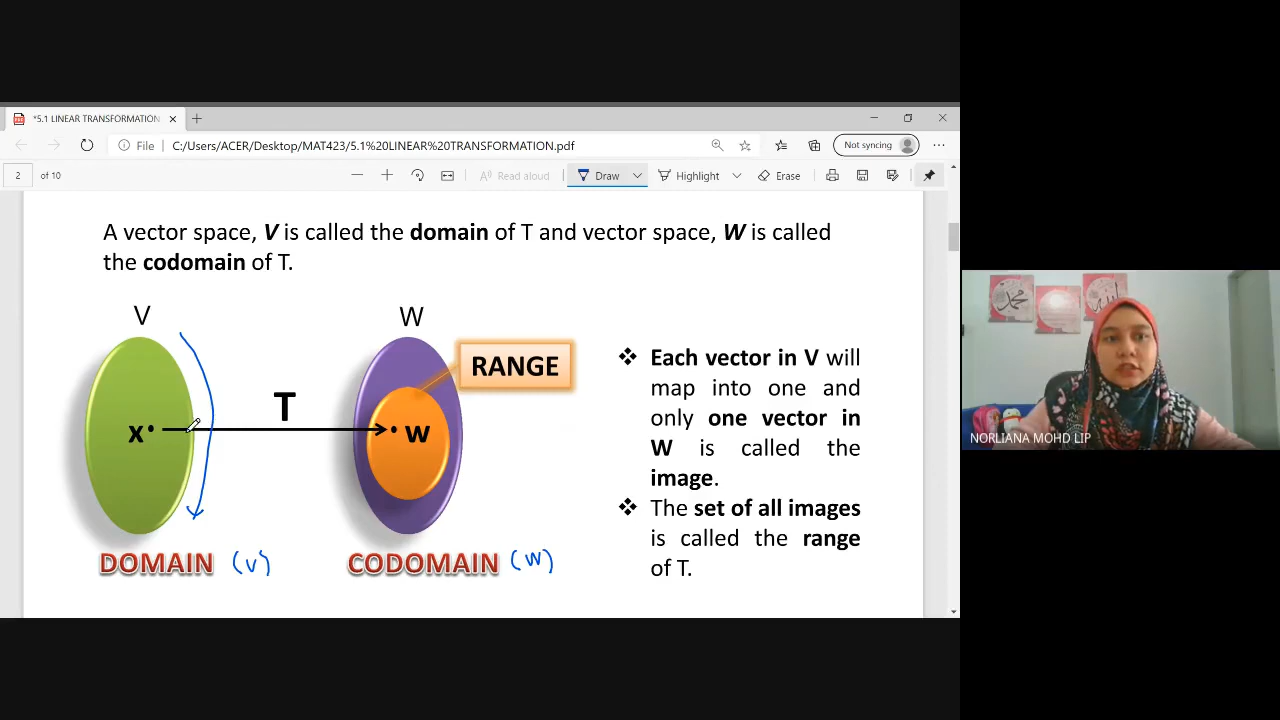 *5.1 LINEAR TRANSFORMATION
File
C:/Users/ACER/Desktop/MAT423/5.1%20LINEAR%20TRANSFORMATION.pdf
Not syncing
2 of 10
Read aloud
Draw
Highlight
Erase
A vector space, V is called the domain of T and vector space, W is called
the codomain of T.
V
W
RANGE
T
x
w
DOMAIN (V)
CODOMAIN (W)
❖ Each vector in V will
map into one and
only one vector in
W is called the
image.
❖ The set of all images
is called the range
of T.
NORLIANA MOHD LIP